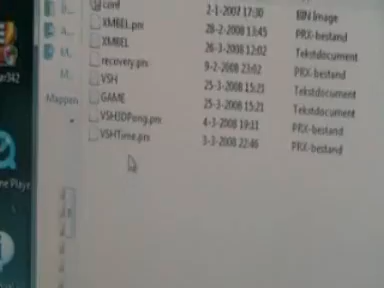 conf 2-1-2007 17:30 BIN Image
XMBEL.prx 28-2-2008 13:45 PRX-bestand
XMBEL 26-3-2008 12:02 Tekstdocument
recovery.prx 9-2-2008 23:02 PRX-bestand
VSH 25-3-2008 15:21 Tekstdocument
GAME 25-3-2008 15:21 Tekstdocument
VSH3DPong.prx 4-3-2008 19:11 PRX-bestand
VSHTime.prx 3-3-2008 22:46 PRX-bestand
Mappen